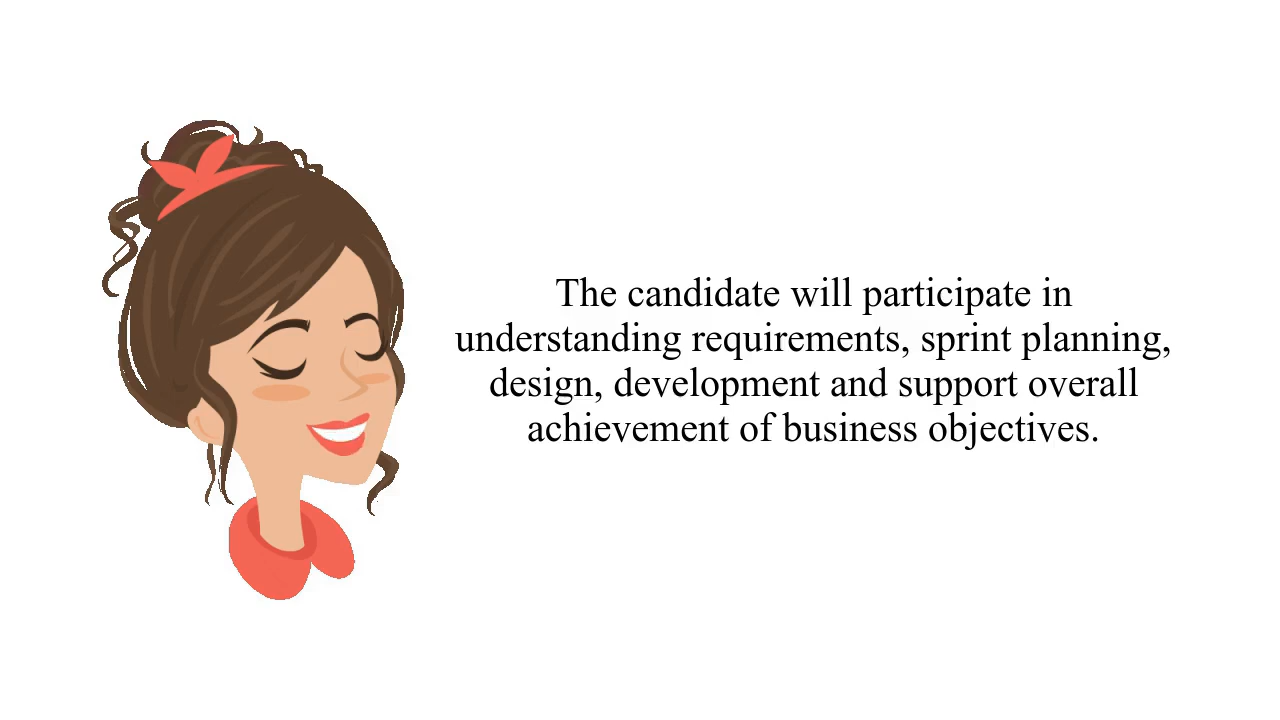 The candidate will participate in
understanding requirements, sprint planning,
design, development and support overall
achievement of business objectives.